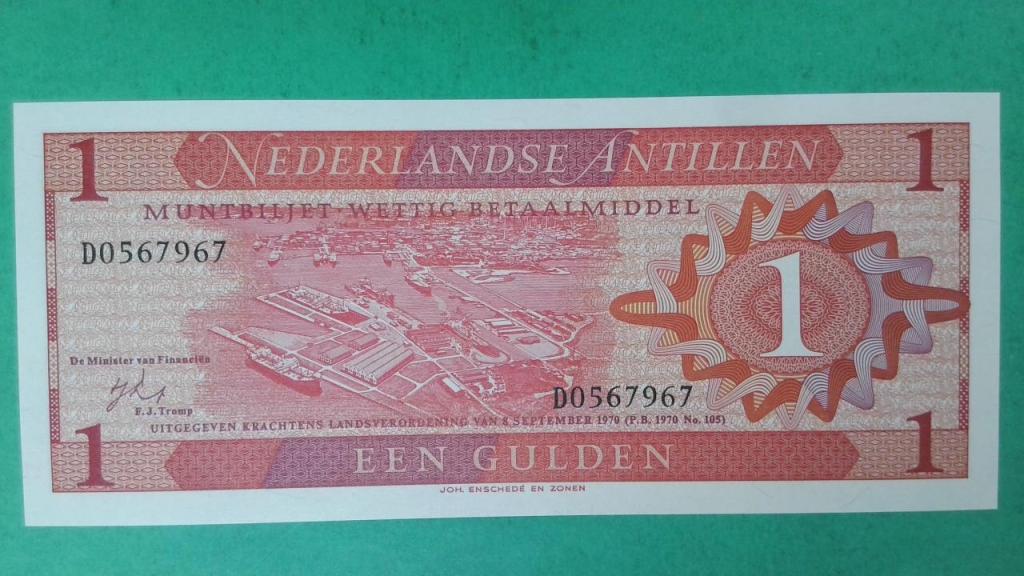 1 NEDERLANDSE ANTILLEN 1
MUNTBILJET·WETTIG BETAALMIDDEL
D0567967
1
De Minister van Financiën
F. J. Tromp
D0567967
UITGEGEVEN KRACHTENS LANDSVERORDENING VAN 8 SEPTEMBER 1970 (P.B. 1970 No. 105)
1 EEN GULDEN 1
JOH. ENSCHEDÉ EN ZONEN